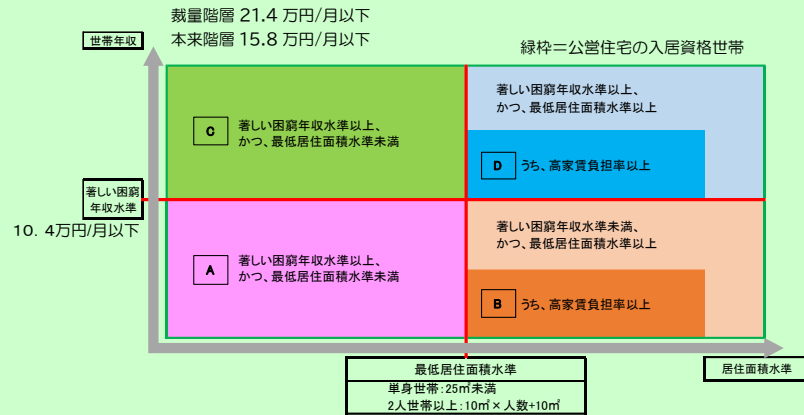 裁量階層 21.4 万円/月以下
本来階層 15.8 万円/月以下
世帯年収
緑枠＝公営住宅の入居資格世帯
C
著しい困窮年収水準以上、
かつ、最低居住面積水準未満
著しい困窮年収水準以上、
かつ、最低居住面積水準以上
D
うち、高家賃負担率以上
著しい困窮
年収水準
10．4万円/月以下
A
著しい困窮年収水準以上、
かつ、最低居住面積水準未満
著しい困窮年収水準未満、
かつ、最低居住面積水準以上
B
うち、高家賃負担率以上
最低居住面積水準
単身世帯：25㎡未満
2人世帯以上：10㎡×人数+10㎡
居住面積水準